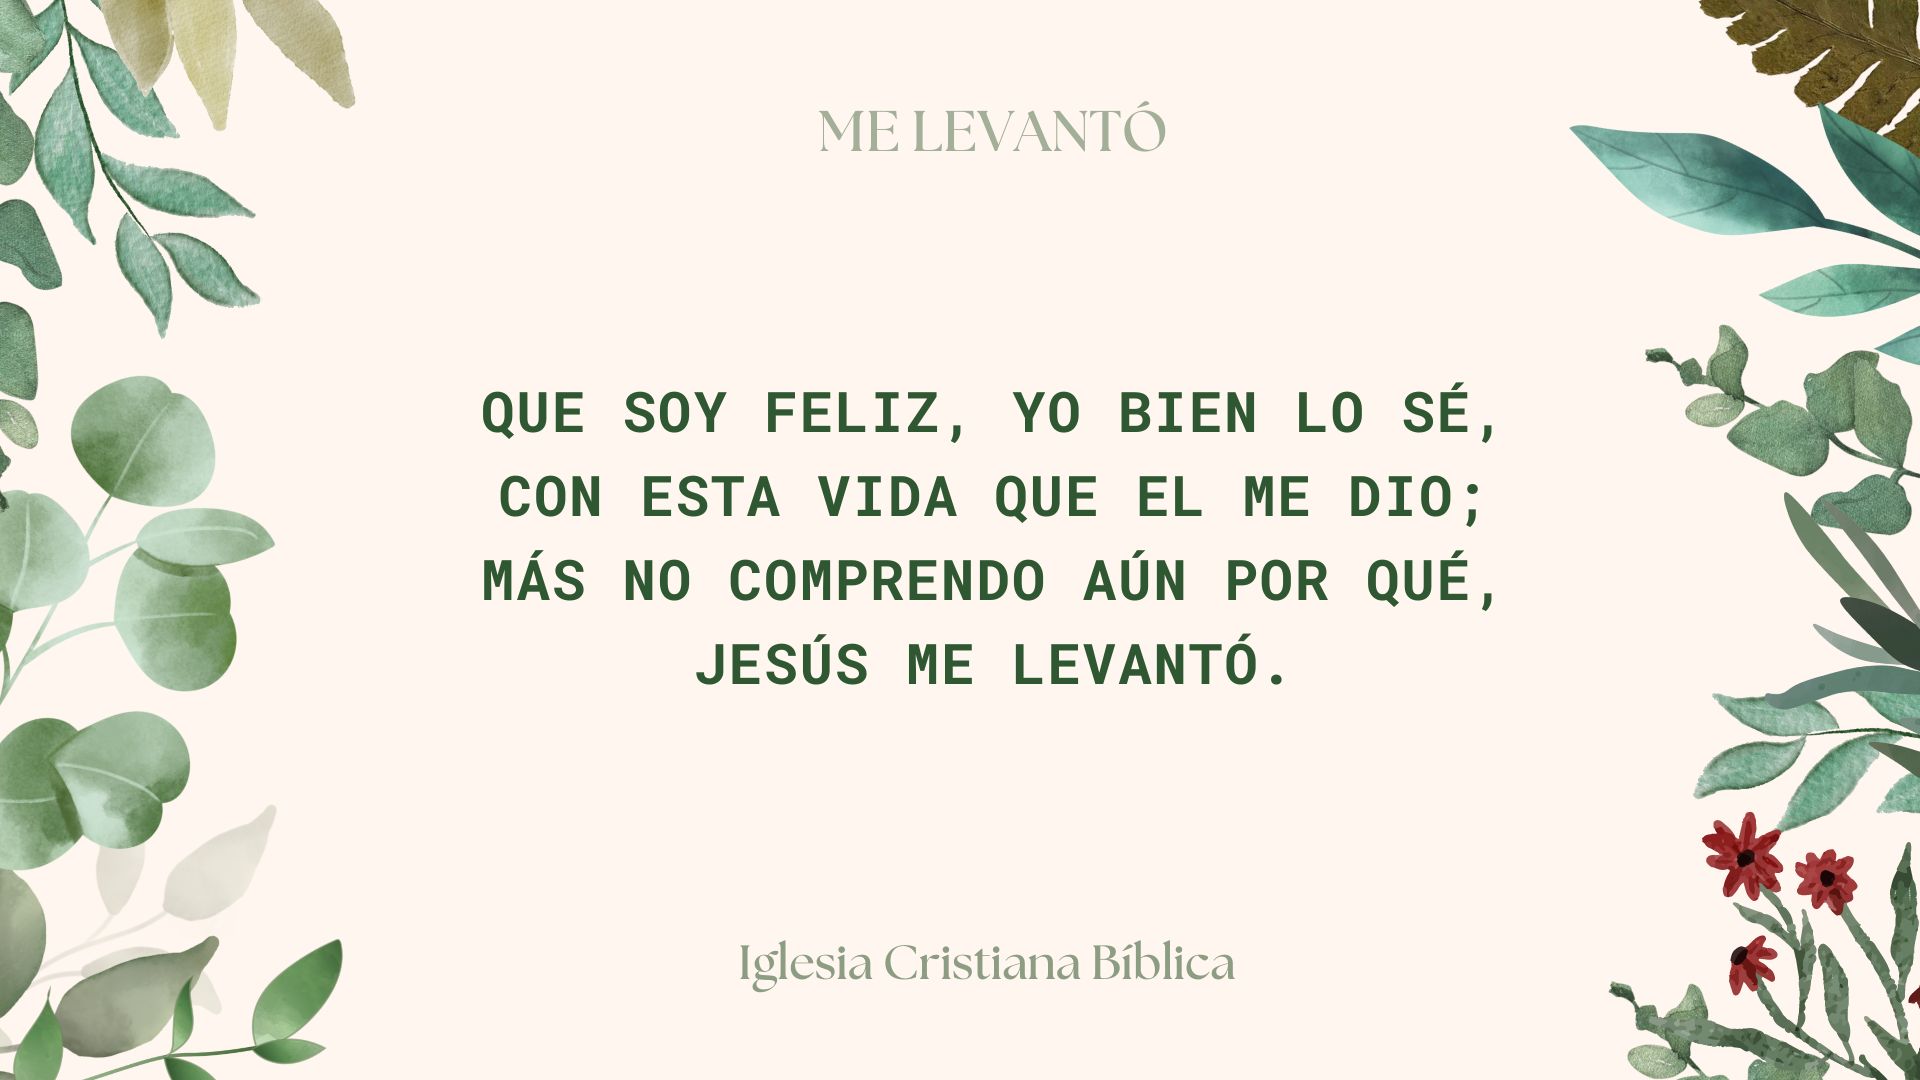 ME LEVANTÓ
QUE SOY FELIZ, YO BIEN LO SÉ,
CON ESTA VIDA QUE EL ME DIO;
MÁS NO COMPRENDO AÚN POR QUÉ,
JESÚS ME LEVANTÓ.
Iglesia Cristiana Bíblica